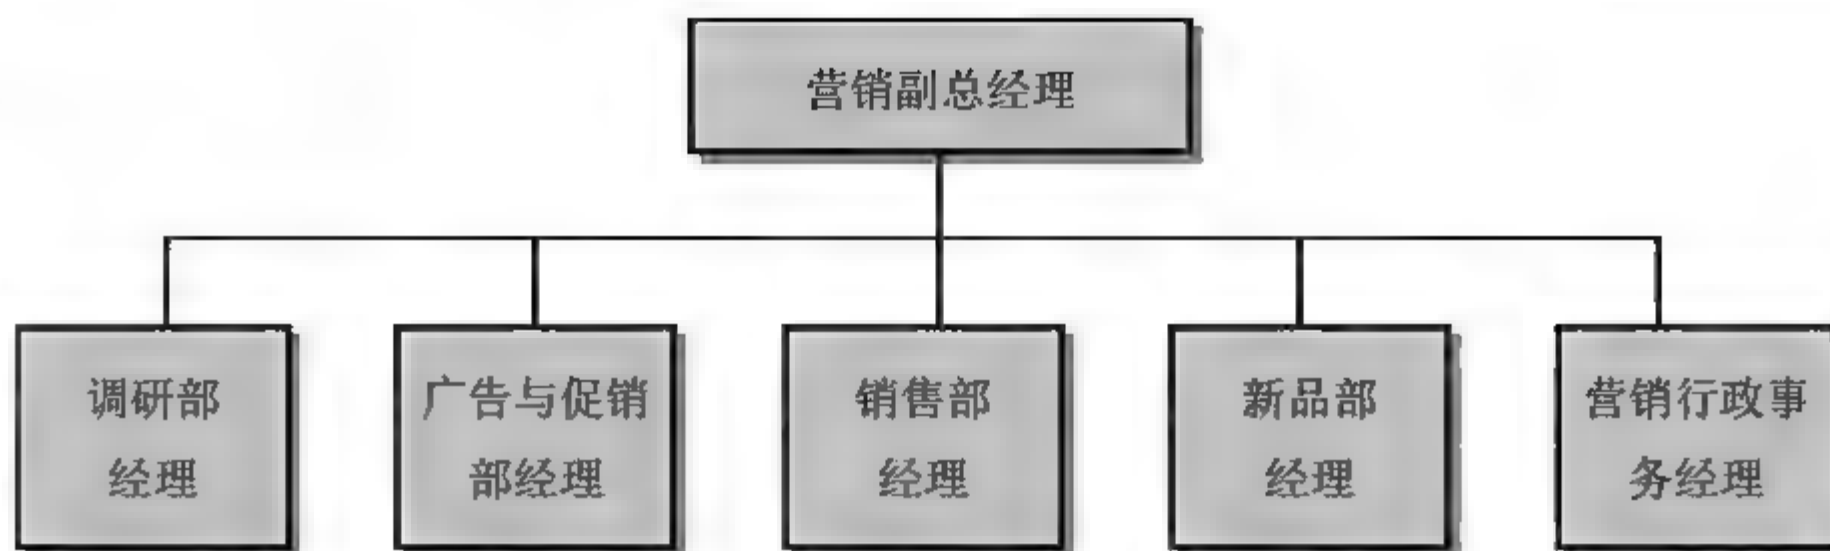 营销副总经理
调研部
经理
广告与促销
部经理
销售部
经理
新品部
经理
营销行政事
务经理